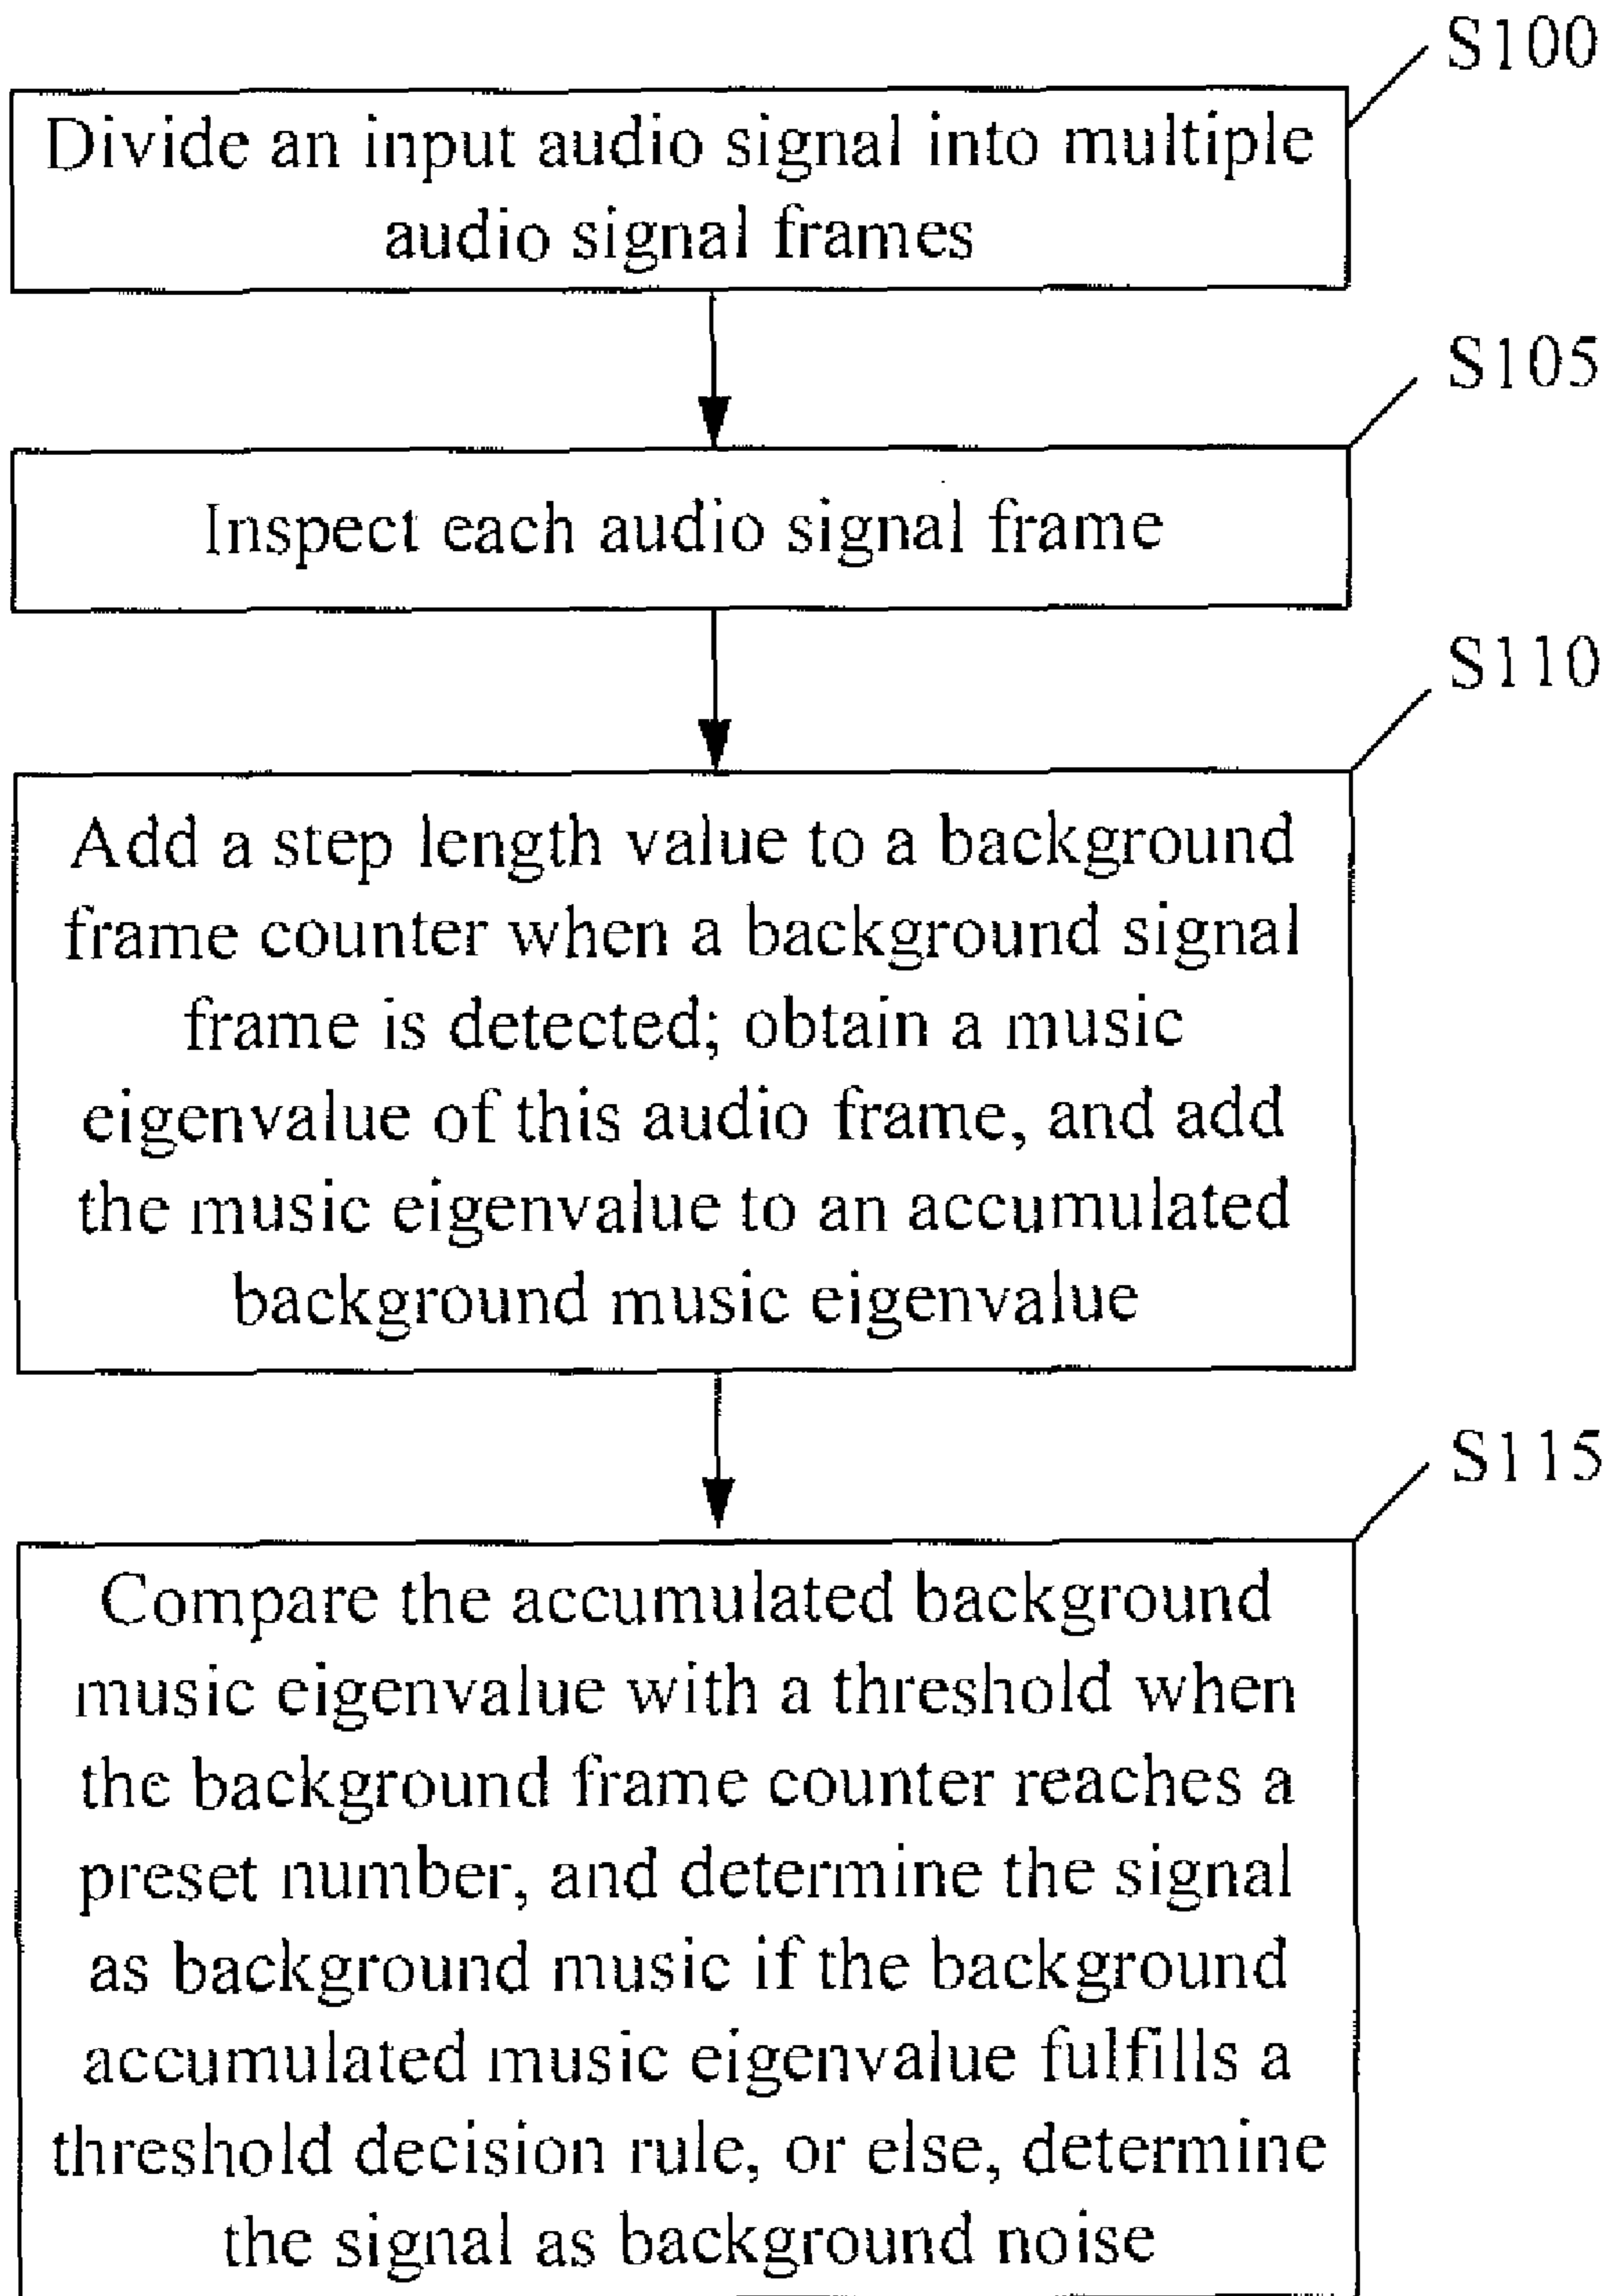 S100
Divide an input audio signal into multiple
audio signal frames
S105
Inspect each audio signal frame
S110
Add a step length value to a background
frame counter when a background signal
frame is detected; obtain a music
eigenvalue of this audio frame, and add
the music eigenvalue to an accumulated
background music eigenvalue
S115
Compare the accumulated background
music eigenvalue with a threshold when
the background frame counter reaches a
preset number, and determine the signal
as background music if the background
accumulated music eigenvalue fulfills a
threshold decision rule, or else, determine
the signal as background noise